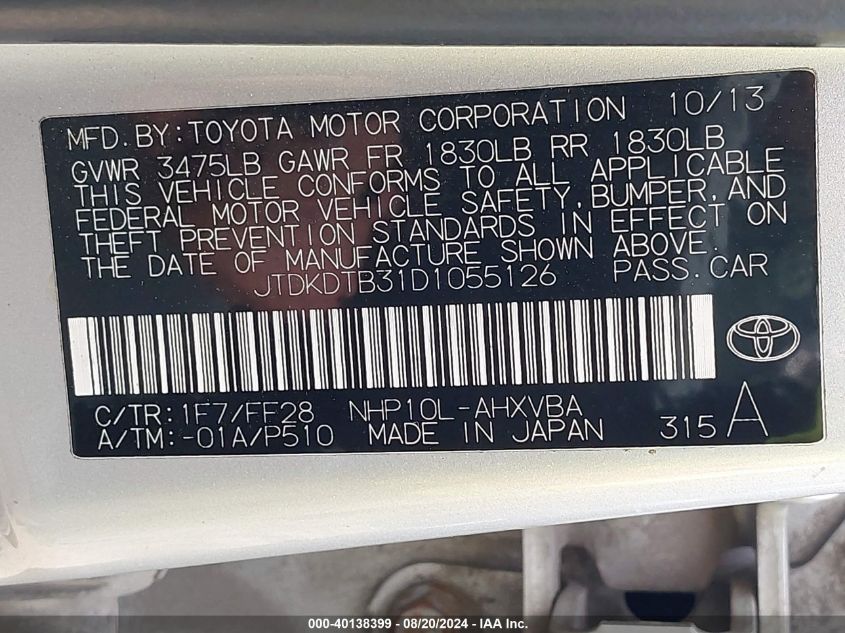 MFD.BY:TOYOTA MOTOR CORPORATION 10/13
GVWR 3475LB GAWR FR 1830LB RR 1830LB
THIS VEHICLE CONFORMS TO ALL APPLICABLE
FEDERAL MOTOR VEHICLE SAFETY,BUMPER,AND
THEFT PREVENTION STANDARDS IN EFFECT ON
THE DATE OF MANUFACTURE SHOWN ABOVE.
JTDKDTB31D1055126 PASS.CAR
C/TR:1F7/FF28 NHP10L-AHXVBA
A/TM:-01A/P510 MADE IN JAPAN 315 A
000-40138399 - 08/20/2024 - IAA Inc.